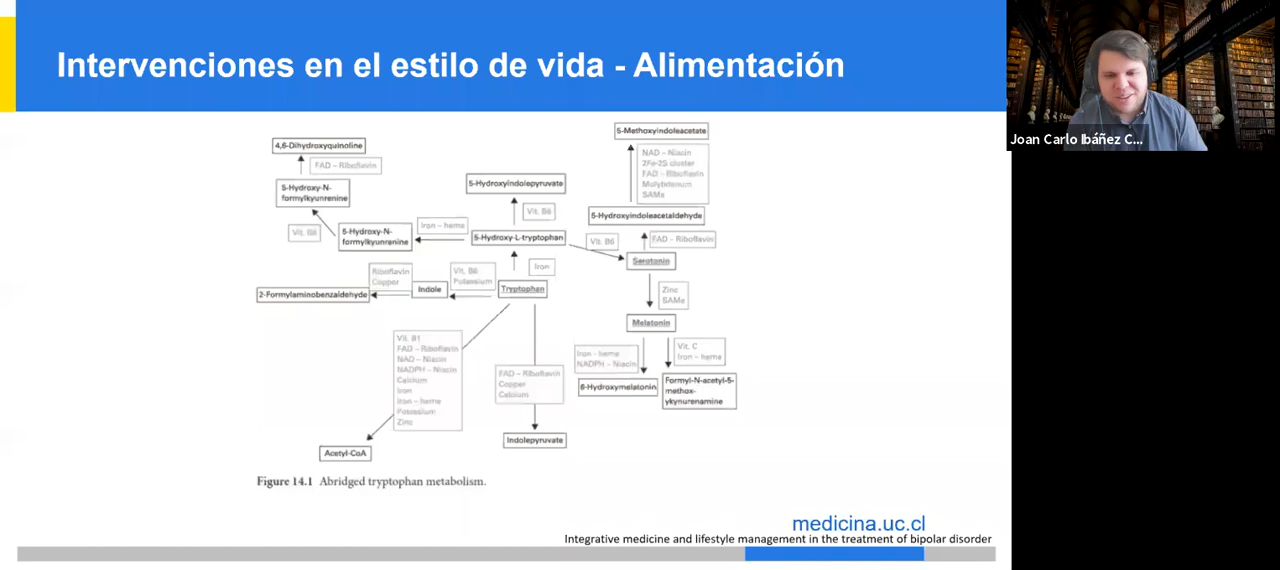 Intervenciones en el estilo de vida - Alimentación
Joan Carlo Ibáñez C...
5-Methoxyindoleacetate
NAD – Niacin
2Fe-2S cluster
FAD – Riboflavin
Molybdenum
SAMe
4,6-Dihydroxyquinoline
FAD – Riboflavin
5-Hydroxy-N-
formylkyunrenine
5-Hydroxyindolepyruvate
Vit. B6
5-Hydroxyindoleacetaldehyde
Vit. B6
5-Hydroxy-N-
formylkyunrenine
Iron – heme
5-Hydroxy-L-tryptophan
Vit. B6
FAD – Riboflavin
Serotonin
Iron
Riboflavin
Copper
Vit. B6
Potassium
2-Formylaminobenzaldehyde
Indole
Tryptophan
Zinc
SAMe
Melatonin
Vit. B1
FAD – Riboflavin
NAD – Niacin
NADPH – Niacin
Calcium
Iron
Iron – heme
Potassium
Zinc
FAD – Riboflavin
Copper
Calcium
Iron – heme
NADPH – Niacin
Vit. C
Iron – heme
6-Hydroxymelatonin
Formyl-N-acetyl-5-
methox-
ykynurenamine
Acetyl-CoA
Indolepyruvate
Figure 14.1 Abridged tryptophan metabolism.
medicina.uc.cl
Integrative medicine and lifestyle management in the treatment of bipolar disorder